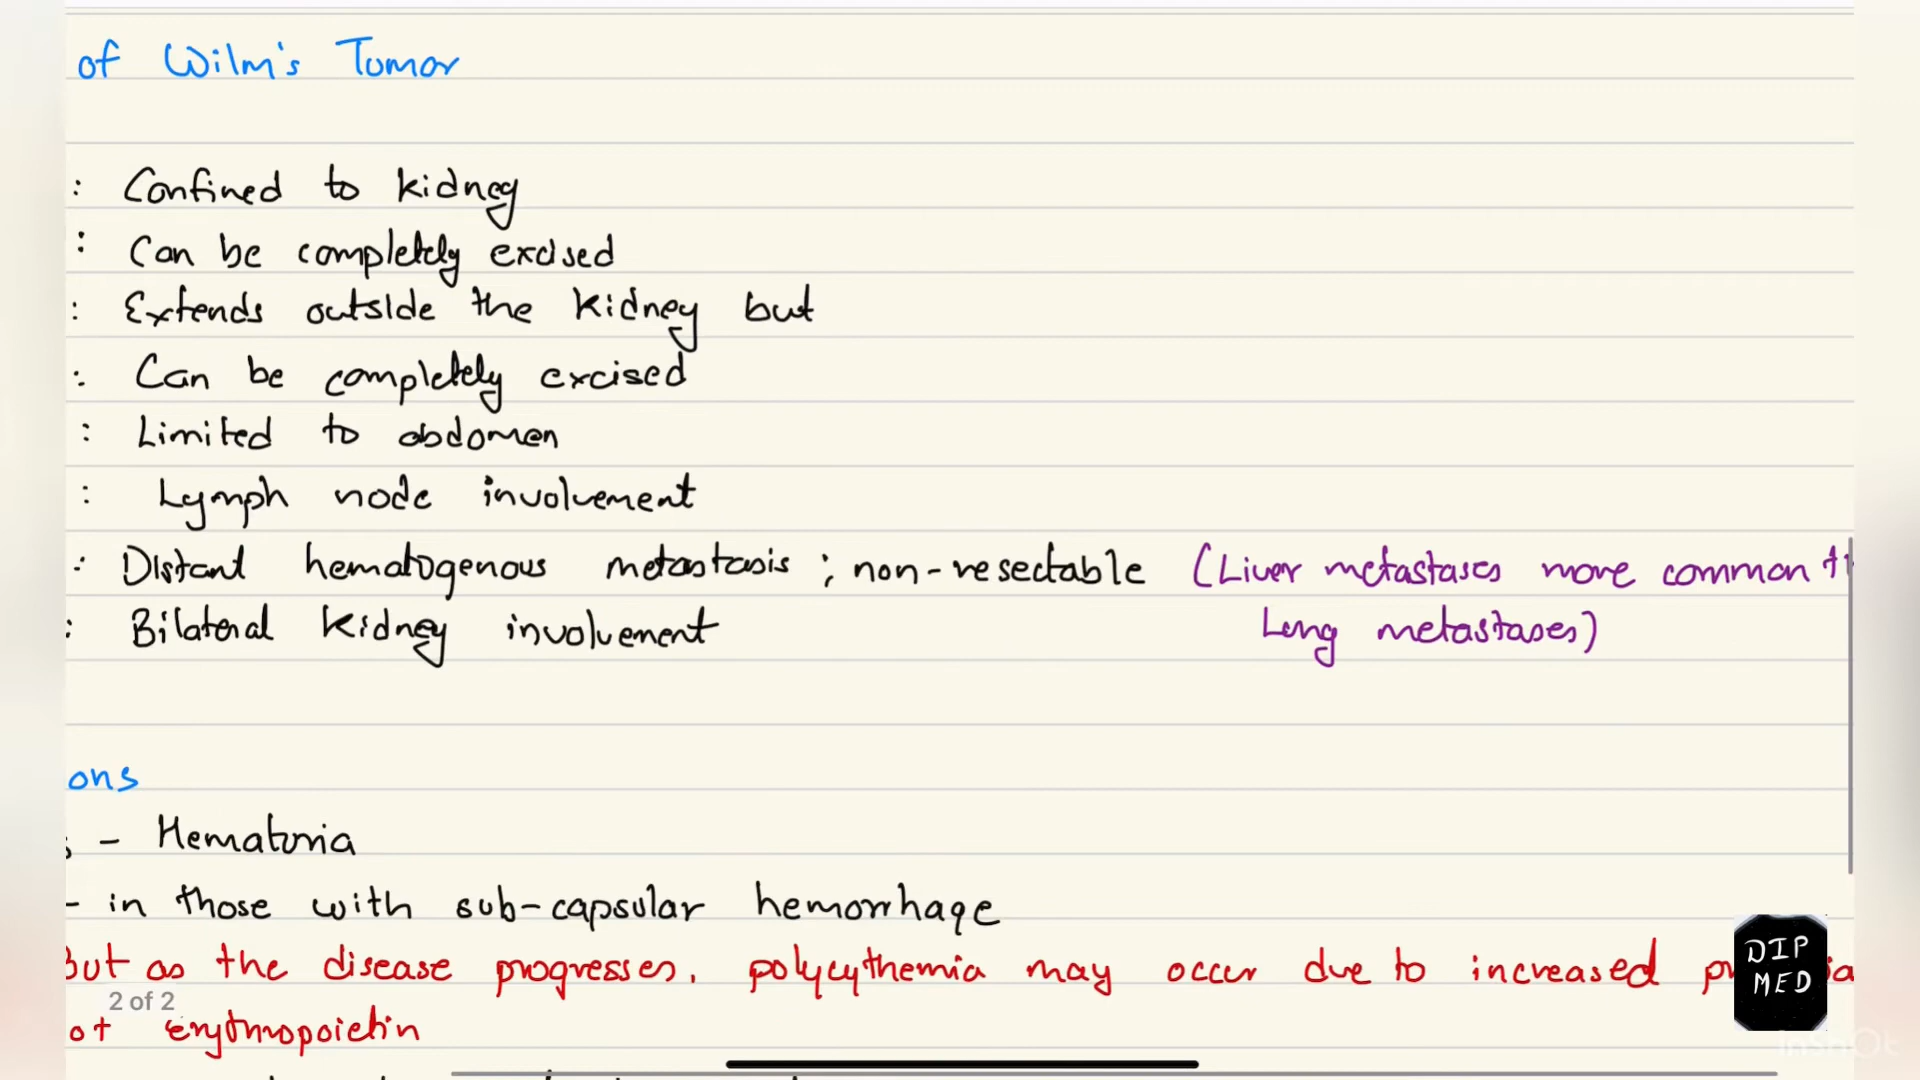 of Wilm's Tumor
: Confined to kidney
: Can be completely excised
: Extends outside the kidney but
: Can be completely excised
: Limited to abdomen
: Lymph node involvement
: Distant hematogenous metastasis ; non-resectable (Liver metastases more common
: Bilateral kidney involvement Lung metastases)
ons
- Hematuria
- in those with sub-capsular hemorrhage
But as the disease progresses, polycythemia may occur due to increased
of erythropoietin
2 of 2
DIP
MED
InShOt